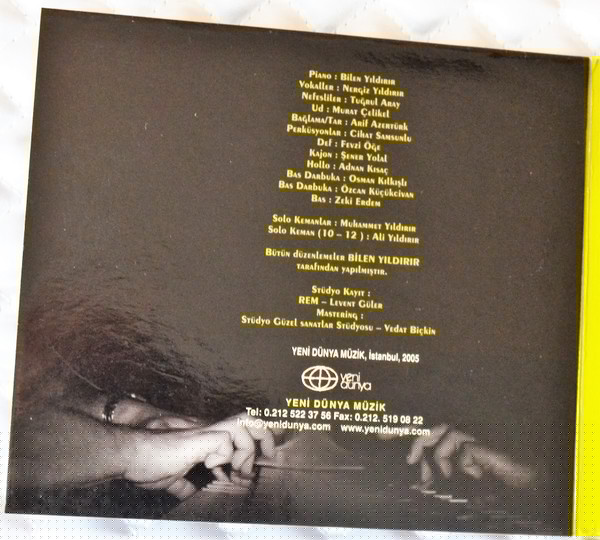 Piano : Bilen Yıldırır
Vokaller : Nergiz Yıldırır
Nefesliler : Tuğrul Aray
Ud : Murat Çelikel
Bağlama/Tar : Arif Azertürk
Perküsyonlar : Cihat Samsunlu
Def : Fevzi Öğe
Kajon : Şener Yolal
Hollo : Adnan Kısaç
Bas Darbuka : Osman Kılkışlı
Bas Darbuka : Özcan Küçükcivan
Bas : Zeki Erdem
Solo Kemanlar : Muhammet Yıldırır
Solo Keman (10 – 12 ) : Ali Yıldırır
Bütün düzenlemeler BİLEN YILDIRIR
tarafından yapılmıştır.
Stüdyo Kayıt :
REM – Levent Güler
Mastering :
Stüdyo Güzel sanatlar Stüdyosu – Vedat Biçkin
YENİ DÜNYA MÜZİK, İstanbul, 2005
yeni
dünya
YENİ DÜNYA MÜZİK
Tel: 0.212 522 37 56 Fax: 0.212. 519 08 22
info@yenidunya.com www.yenidunya.com